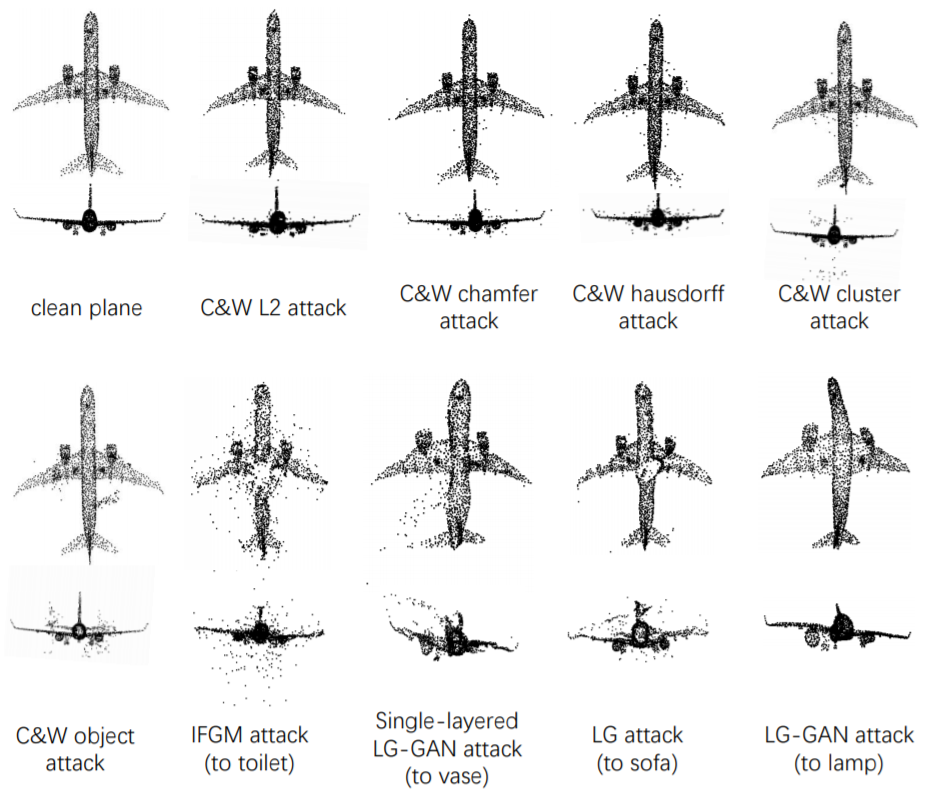 clean plane
C&W L2 attack
C&W chamfer
attack
C&W hausdorff
attack
C&W cluster
attack
C&W object
attack
IFGM attack
(to toilet)
Single-layered
LG-GAN attack
(to vase)
LG attack
(to sofa)
LG-GAN attack
(to lamp)